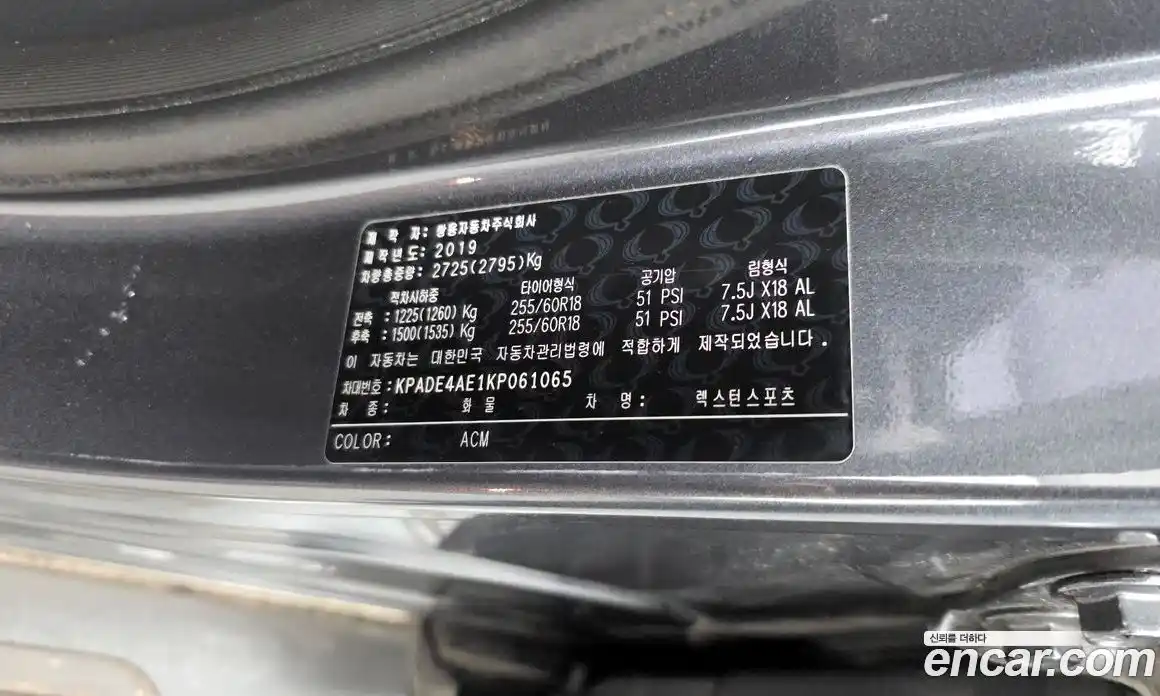 제 작 자: 쌍용자동차주식회사
제작년도: 2019
차량총중량: 2725(2795)Kg
적차시하중 타이어형식 공기압 림형식
전축 : 1225(1260) Kg 255/60R18 51 PSI 7.5J X18 AL
후축 : 1500(1535) Kg 255/60R18 51 PSI 7.5J X18 AL
이 자동차는 대한민국 자동차관리법령에 적합하게 제작되었습니다.
차대번호: KPADE4AE1KP061065
차 종: 화물 차 명: 렉스턴스포츠
COLOR: ACM
신뢰를 더하다
encar.com